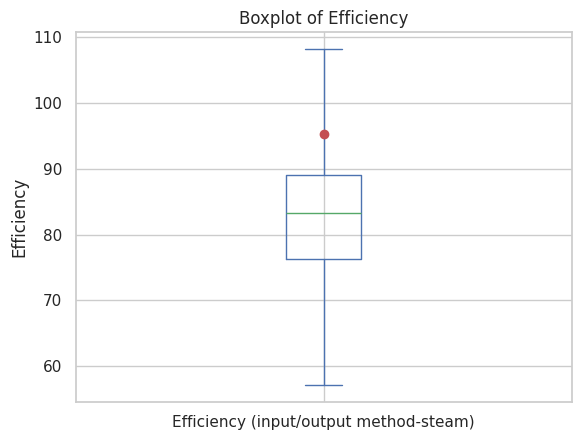 Boxplot of Efficiency
110
100
90
80
70
60
Efficiency
Efficiency (input/output method-steam)